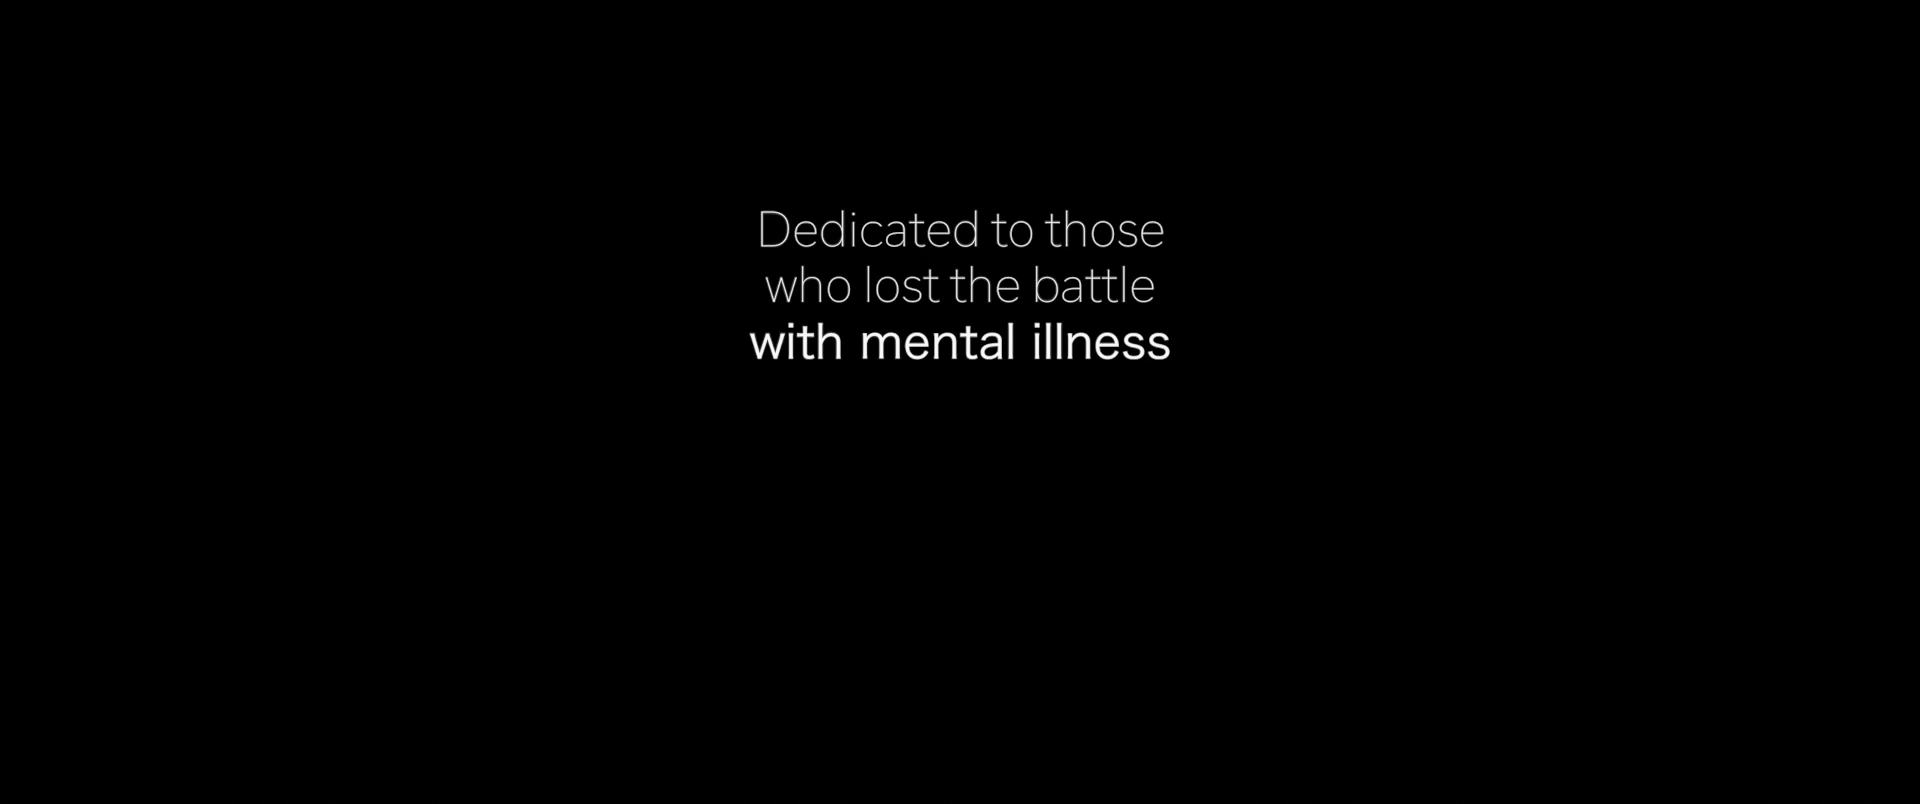 Dedicated to those
who lost the battle
with mental illness